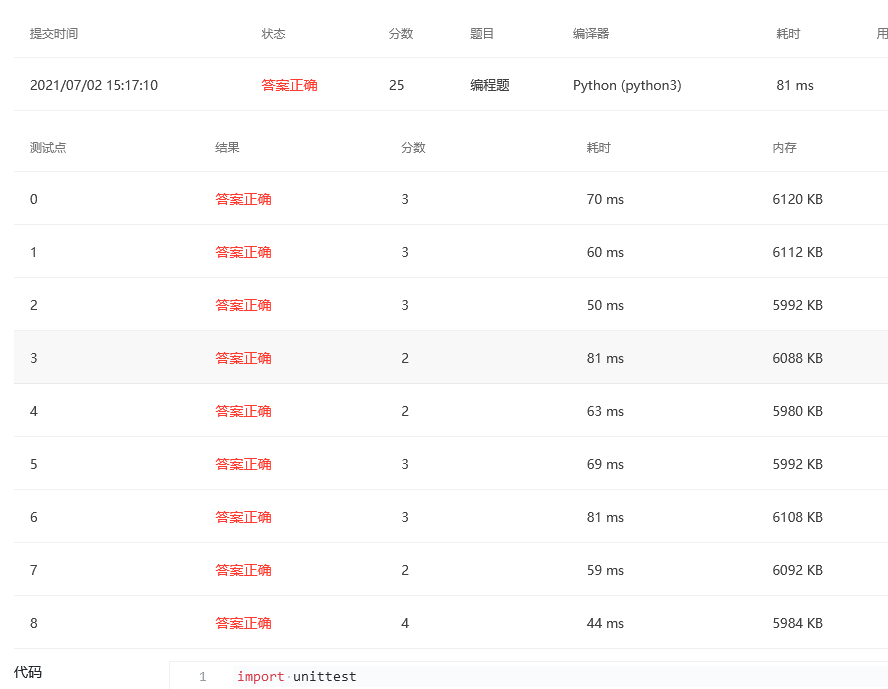 提交时间 状态 分数 题目 编译器 耗时 用
2021/07/02 15:17:10 答案正确 25 编程题 Python (python3) 81 ms
测试点 结果 分数 耗时 内存
0 答案正确 3 70 ms 6120 KB
1 答案正确 3 60 ms 6112 KB
2 答案正确 3 50 ms 5992 KB
3 答案正确 2 81 ms 6088 KB
4 答案正确 2 63 ms 5980 KB
5 答案正确 3 69 ms 5992 KB
6 答案正确 3 81 ms 6108 KB
7 答案正确 2 59 ms 6092 KB
8 答案正确 4 44 ms 5984 KB
代码 1 import unittest